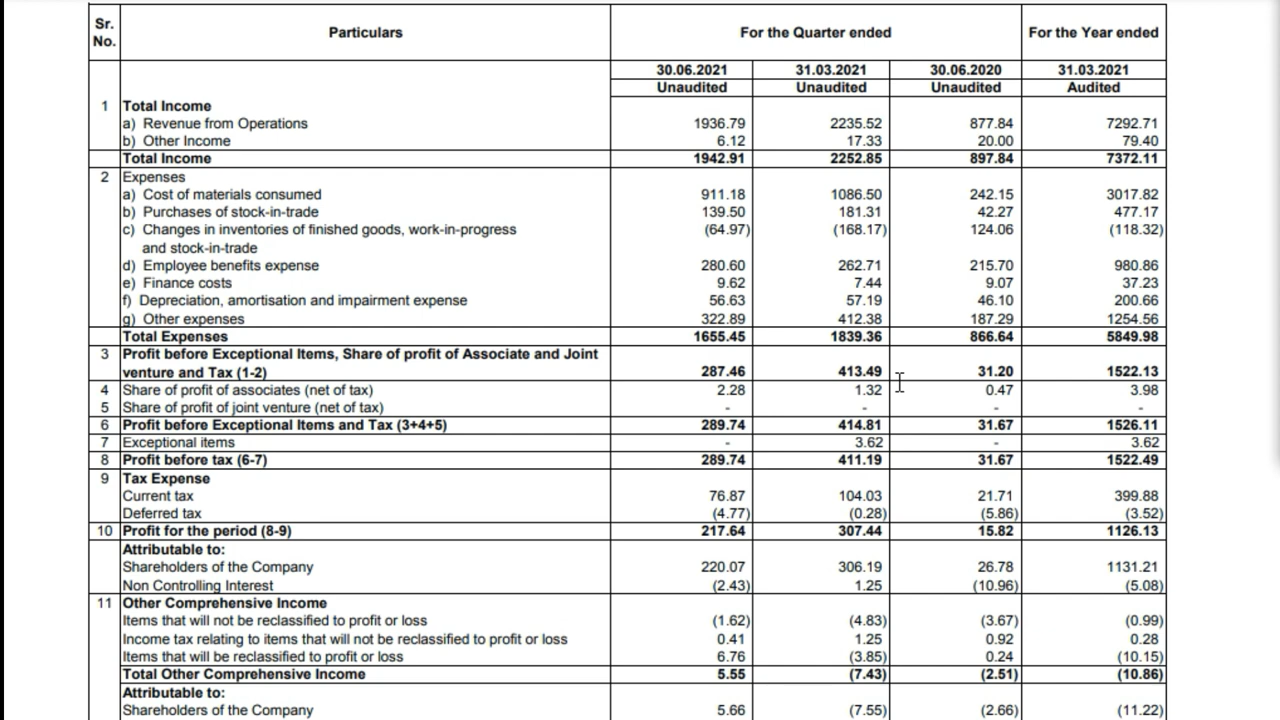 Sr. No. Particulars For the Quarter ended For the Year ended
30.06.2021 31.03.2021 30.06.2020 31.03.2021
Unaudited Unaudited Unaudited Audited
1 Total Income
a) Revenue from Operations 1936.79 2235.52 877.84 7292.71
b) Other Income 6.12 17.33 20.00 79.40
Total Income 1942.91 2252.85 897.84 7372.11
2 Expenses
a) Cost of materials consumed 911.18 1086.50 242.15 3017.82
b) Purchases of stock-in-trade 139.50 181.31 42.27 477.17
c) Changes in inventories of finished goods, work-in-progress (64.97) (168.17) 124.06 (118.32)
and stock-in-trade
d) Employee benefits expense 280.60 262.71 215.70 980.86
e) Finance costs 9.62 7.44 9.07 37.23
f) Depreciation, amortisation and impairment expense 56.63 57.19 46.10 200.66
g) Other expenses 322.89 412.38 187.29 1254.56
Total Expenses 1655.45 1839.36 866.64 5849.98
3 Profit before Exceptional Items, Share of profit of Associate and Joint
venture and Tax (1-2) 287.46 413.49 31.20 1522.13
4 Share of profit of associates (net of tax) 2.28 1.32 0.47 3.98
5 Share of profit of joint venture (net of tax) - - - -
6 Profit before Exceptional Items and Tax (3+4+5) 289.74 414.81 31.67 1526.11
7 Exceptional items - 3.62 - 3.62
8 Profit before tax (6-7) 289.74 411.19 31.67 1522.49
9 Tax Expense
Current tax 76.87 104.03 21.71 399.88
Deferred tax (4.77) (0.28) (5.86) (3.52)
10 Profit for the period (8-9) 217.64 307.44 15.82 1126.13
Attributable to:
Shareholders of the Company 220.07 306.19 26.78 1131.21
Non Controlling Interest (2.43) 1.25 (10.96) (5.08)
11 Other Comprehensive Income
Items that will not be reclassified to profit or loss (1.62) (4.83) (3.67) (0.99)
Income tax relating to items that will not be reclassified to profit or loss 0.41 1.25 0.92 0.28
Items that will be reclassified to profit or loss 6.76 (3.85) 0.24 (10.15)
Total Other Comprehensive Income 5.55 (7.43) (2.51) (10.86)
Attributable to:
Shareholders of the Company 5.66 (7.55) (2.66) (11.22)